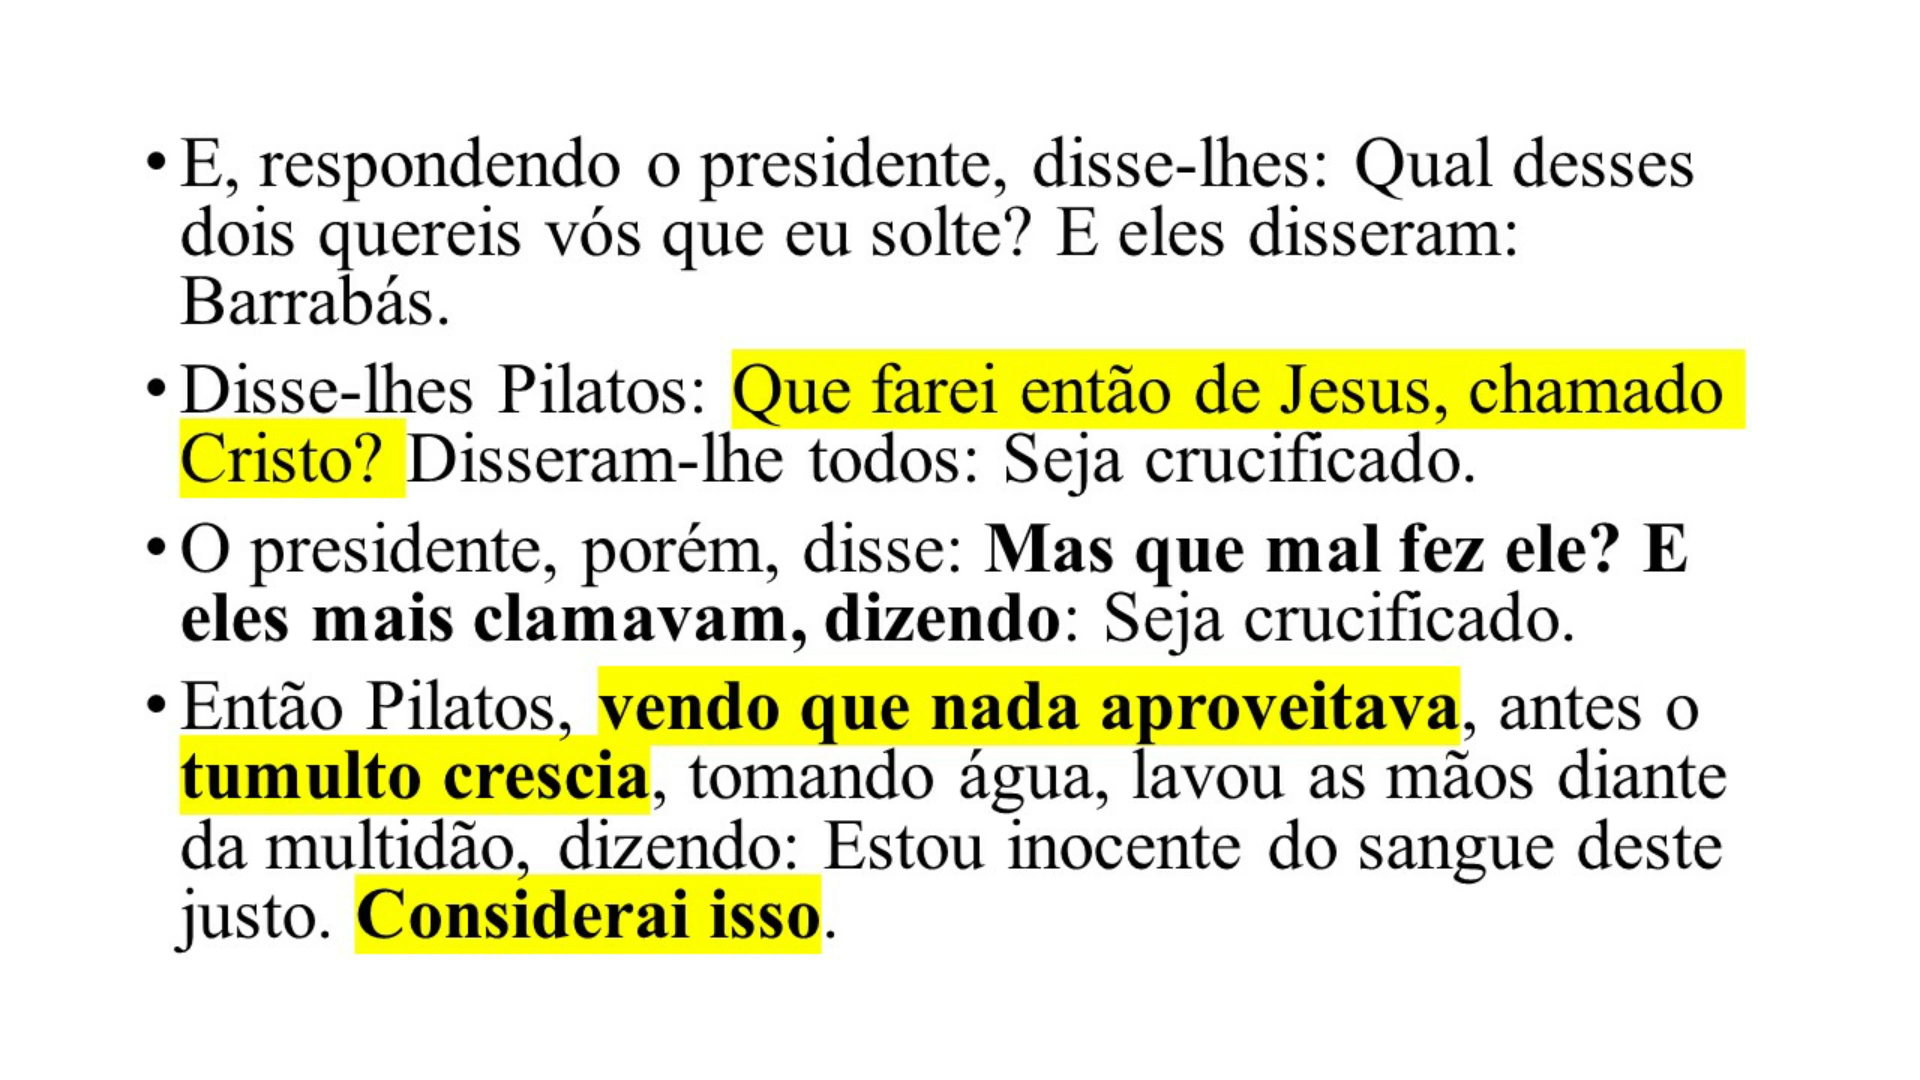 • E, respondendo o presidente, disse-lhes: Qual desses
dois quereis vós que eu solte? E eles disseram:
Barrabás.
• Disse-lhes Pilatos: Que farei então de Jesus, chamado
Cristo? Disseram-lhe todos: Seja crucificado.
• O presidente, porém, disse: Mas que mal fez ele? E
eles mais clamavam, dizendo: Seja crucificado.
• Então Pilatos, vendo que nada aproveitava, antes o
tumulto crescia, tomando água, lavou as mãos diante
da multidão, dizendo: Estou inocente do sangue deste
justo. Considerai isso.